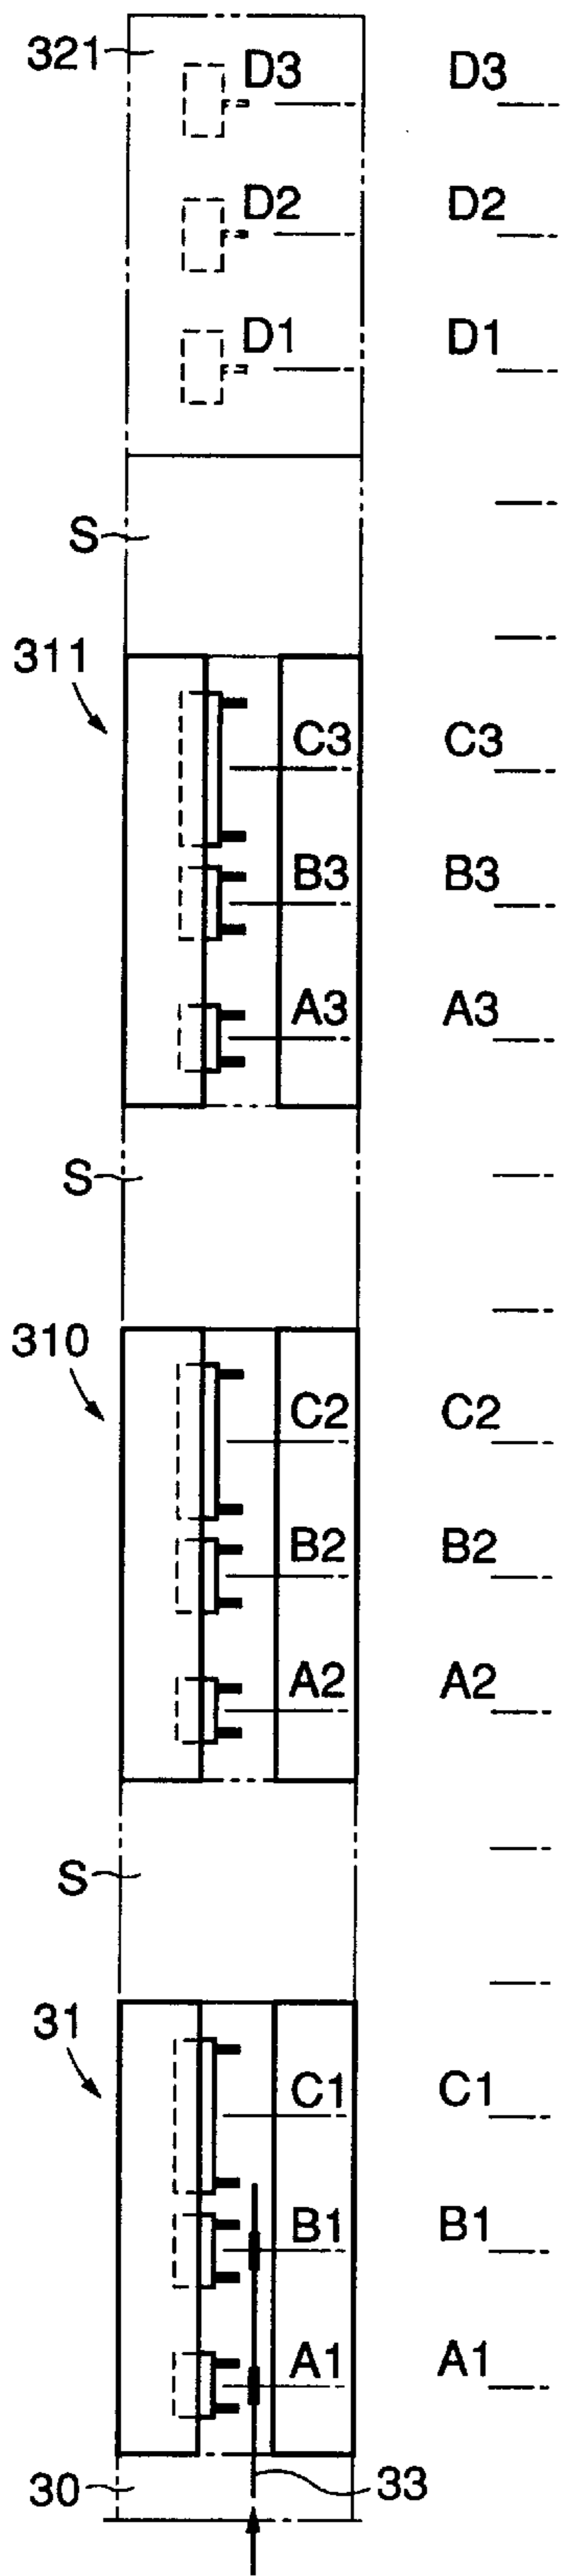 321 D3 D3
D2 D2
D1 D1
S
311
C3 C3
B3 B3
A3 A3
S
310
C2 C2
B2 B2
A2 A2
S
31
C1 C1
B1 B1
A1 A1
30 33